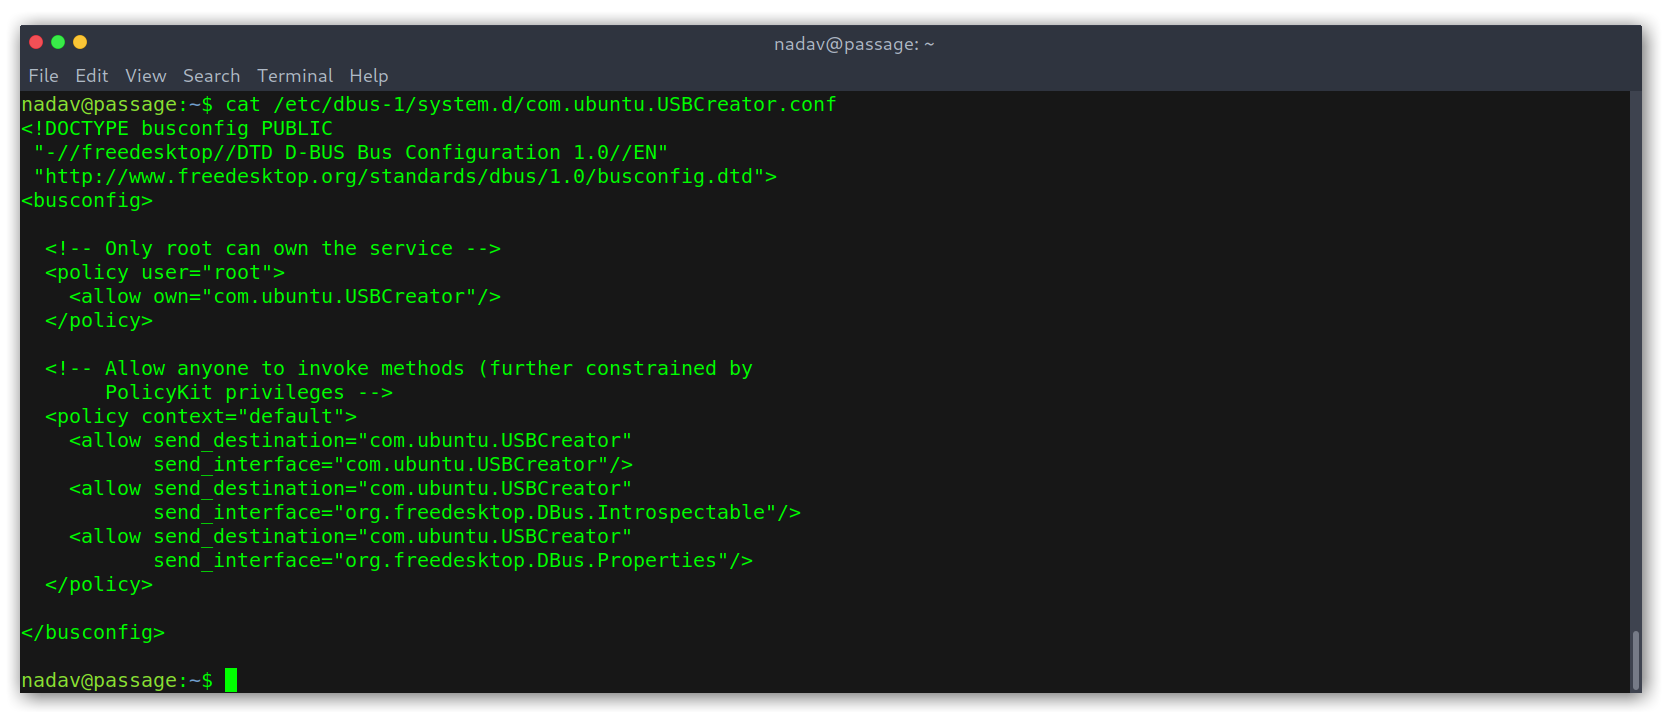 nadav@passage: ~
File Edit View Search Terminal Help
nadav@passage:~$ cat /etc/dbus-1/system.d/com.ubuntu.USBCreator.conf
<!DOCTYPE busconfig PUBLIC
 "-//freedesktop//DTD D-BUS Bus Configuration 1.0//EN"
 "http://www.freedesktop.org/standards/dbus/1.0/busconfig.dtd">
<busconfig>

  <!-- Only root can own the service -->
  <policy user="root">
    <allow own="com.ubuntu.USBCreator"/>
  </policy>

  <!-- Allow anyone to invoke methods (further constrained by
       PolicyKit privileges -->
  <policy context="default">
    <allow send_destination="com.ubuntu.USBCreator"
           send_interface="com.ubuntu.USBCreator"/>
    <allow send_destination="com.ubuntu.USBCreator"
           send_interface="org.freedesktop.DBus.Introspectable"/>
    <allow send_destination="com.ubuntu.USBCreator"
           send_interface="org.freedesktop.DBus.Properties"/>
  </policy>

</busconfig>

nadav@passage:~$